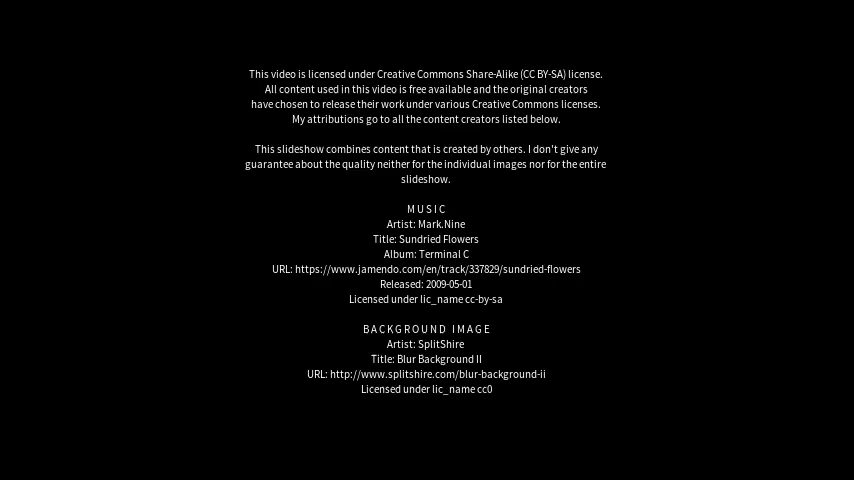 This video is licensed under Creative Commons Share-Alike (CC BY-SA) license.
All content used in this video is free available and the original creators
have chosen to release their work under various Creative Commons licenses.
My attributions go to all the content creators listed below.
This slideshow combines content that is created by others. I don't give any
guarantee about the quality neither for the individual images nor for the entire
slideshow.
MUSIC
Artist: Mark.Nine
Title: Sundried Flowers
Album: Terminal C
URL: https://www.jamendo.com/en/track/337829/sundried-flowers
Released: 2009-05-01
Licensed under lic_name cc-by-sa
BACKGROUND IMAGE
Artist: SplitShire
Title: Blur Background II
URL: http://www.splitshire.com/blur-background-ii
Licensed under lic_name cc0